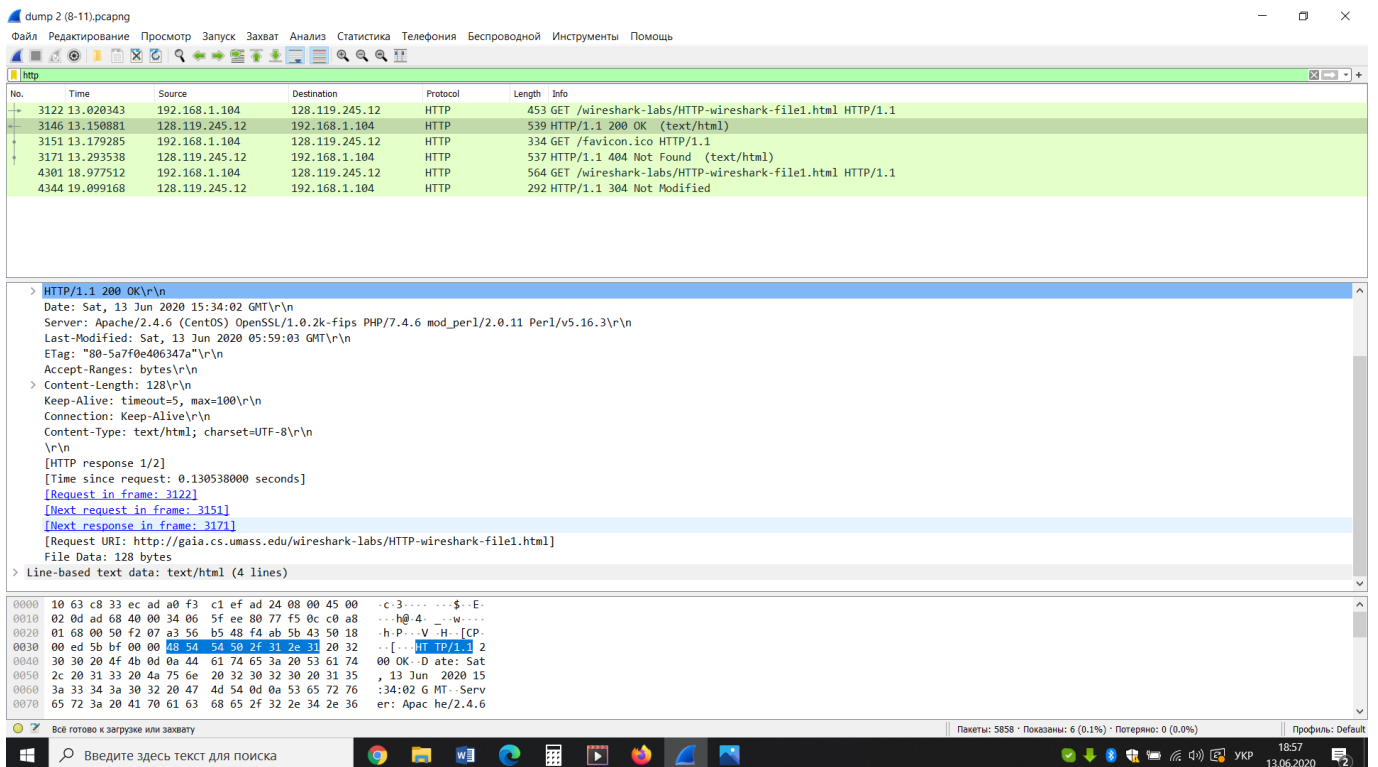 dump 2 (8-11).pcapng
Файл Редактирование Просмотр Запуск Захват Анализ Статистика Телефония Беспроводной Инструменты Помощь
http
No. Time Source Destination Protocol Length Info
3122 13.020343 192.168.1.104 128.119.245.12 HTTP 453 GET /wireshark-labs/HTTP-wireshark-file1.html HTTP/1.1
3146 13.150881 128.119.245.12 192.168.1.104 HTTP 539 HTTP/1.1 200 OK (text/html)
3151 13.179285 192.168.1.104 128.119.245.12 HTTP 334 GET /favicon.ico HTTP/1.1
3171 13.293538 128.119.245.12 192.168.1.104 HTTP 537 HTTP/1.1 404 Not Found (text/html)
4301 18.977512 192.168.1.104 128.119.245.12 HTTP 564 GET /wireshark-labs/HTTP-wireshark-file1.html HTTP/1.1
4344 19.099168 128.119.245.12 192.168.1.104 HTTP 292 HTTP/1.1 304 Not Modified
HTTP/1.1 200 OK\r\n
Date: Sat, 13 Jun 2020 15:34:02 GMT\r\n
Server: Apache/2.4.6 (CentOS) OpenSSL/1.0.2k-fips PHP/7.4.6 mod_perl/2.0.11 Perl/v5.16.3\r\n
Last-Modified: Sat, 13 Jun 2020 05:59:03 GMT\r\n
ETag: "80-5a7f0e406347a"\r\n
Accept-Ranges: bytes\r\n
Content-Length: 128\r\n
Keep-Alive: timeout=5, max=100\r\n
Connection: Keep-Alive\r\n
Content-Type: text/html; charset=UTF-8\r\n
\r\n
[HTTP response 1/2]
[Time since request: 0.130538000 seconds]
[Request in frame: 3122]
[Next request in frame: 3151]
[Next response in frame: 3171]
[Request URI: http://gaia.cs.umass.edu/wireshark-labs/HTTP-wireshark-file1.html]
File Data: 128 bytes
Line-based text data: text/html (4 lines)
0000 10 63 c8 33 ec ad a0 f3 c1 ef ad 24 08 00 45 00 ·c·3···· ···$··E·
0010 02 0d ad 68 40 00 34 06 5f ee 80 77 f5 0c c0 a8 ···h@·4· _··w····
0020 01 68 00 50 f2 07 a3 56 b5 48 f4 ab 5b 43 50 18 ·h·P···V ·H··[CP·
0030 00 ed 5b bf 00 00 48 54 54 50 2f 31 2e 31 20 32 ··[···HT TP/1.1 2
0040 30 30 20 4f 4b 0d 0a 44 61 74 65 3a 20 53 61 74 00 OK··D ate: Sat
0050 2c 20 31 33 20 4a 75 6e 20 32 30 32 30 20 31 35 , 13 Jun 2020 15
0060 3a 33 34 3a 30 32 20 47 4d 54 0d 0a 53 65 72 76 :34:02 G MT··Serv
0070 65 72 3a 20 41 70 61 63 68 65 2f 32 2e 34 2e 36 er: Apac he/2.4.6
Всё готово к загрузке или захвату Пакеты: 5858 · Показаны: 6 (0.1%) · Потеряно: 0 (0.0%) Профиль: Default
Введите здесь текст для поиска
УКР
18:57
13.06.2020
2